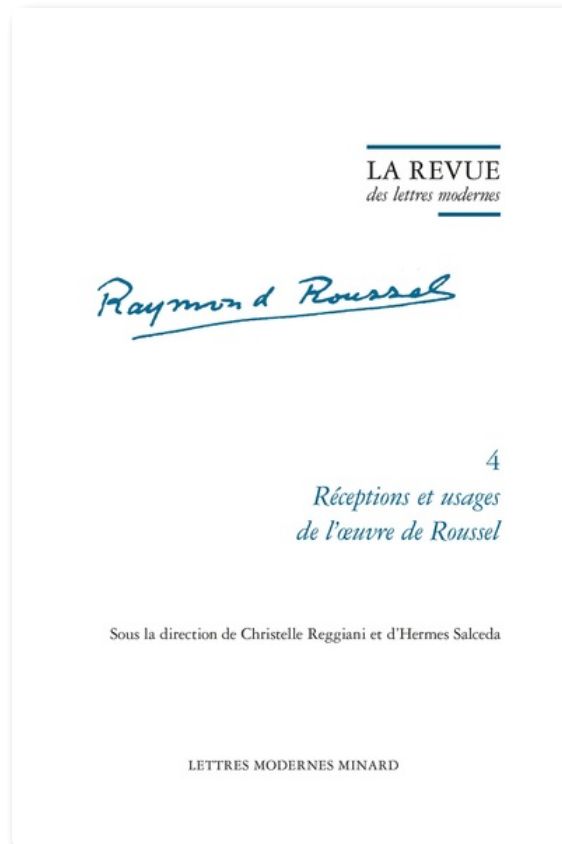 LA REVUE
des lettres modernes
Raymond Roussel
4
Réceptions et usages
de l'œuvre de Roussel
Sous la direction de Christelle Reggiani et d'Hermes Salceda
LETTRES MODERNES MINARD